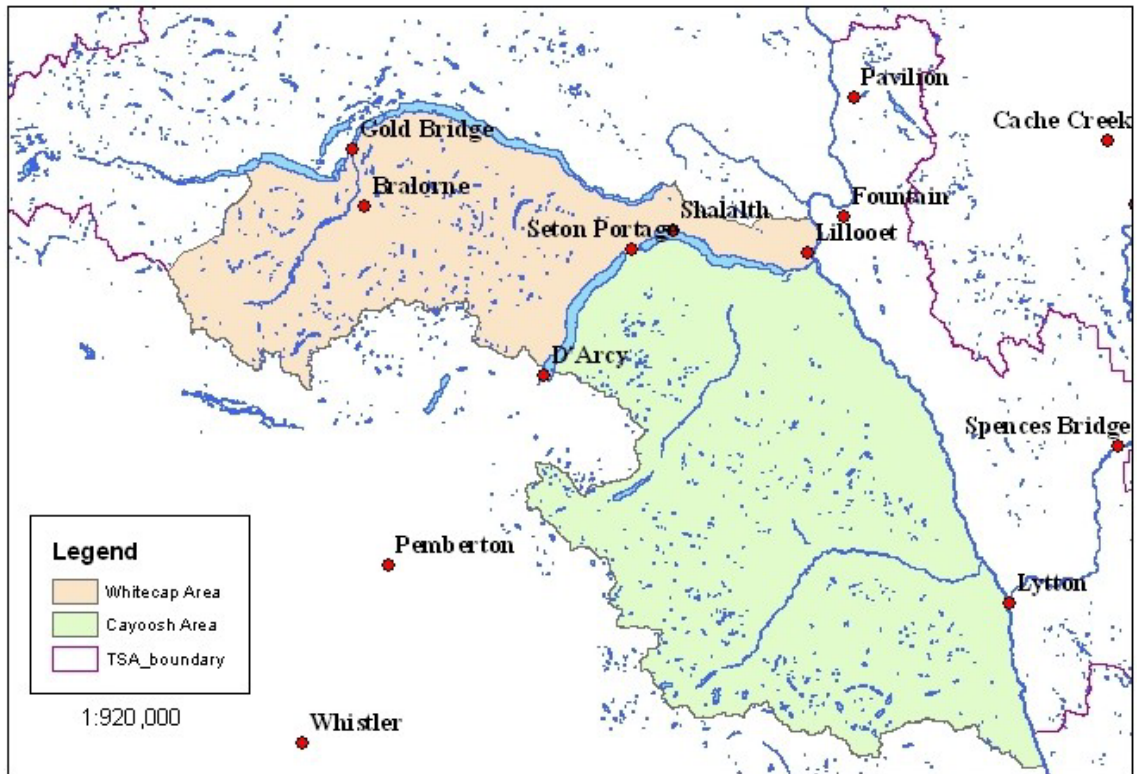 Pavilion
Cache Creek
Gold Bridge
Bralorne
Fountain
Shalalth
Seton Portage
Lillooet
D'Arcy
Spences Bridge
Pemberton
Lytton
Legend
Whitecap Area
Cayoosh Area
TSA_boundary
1:920,000
Whistler